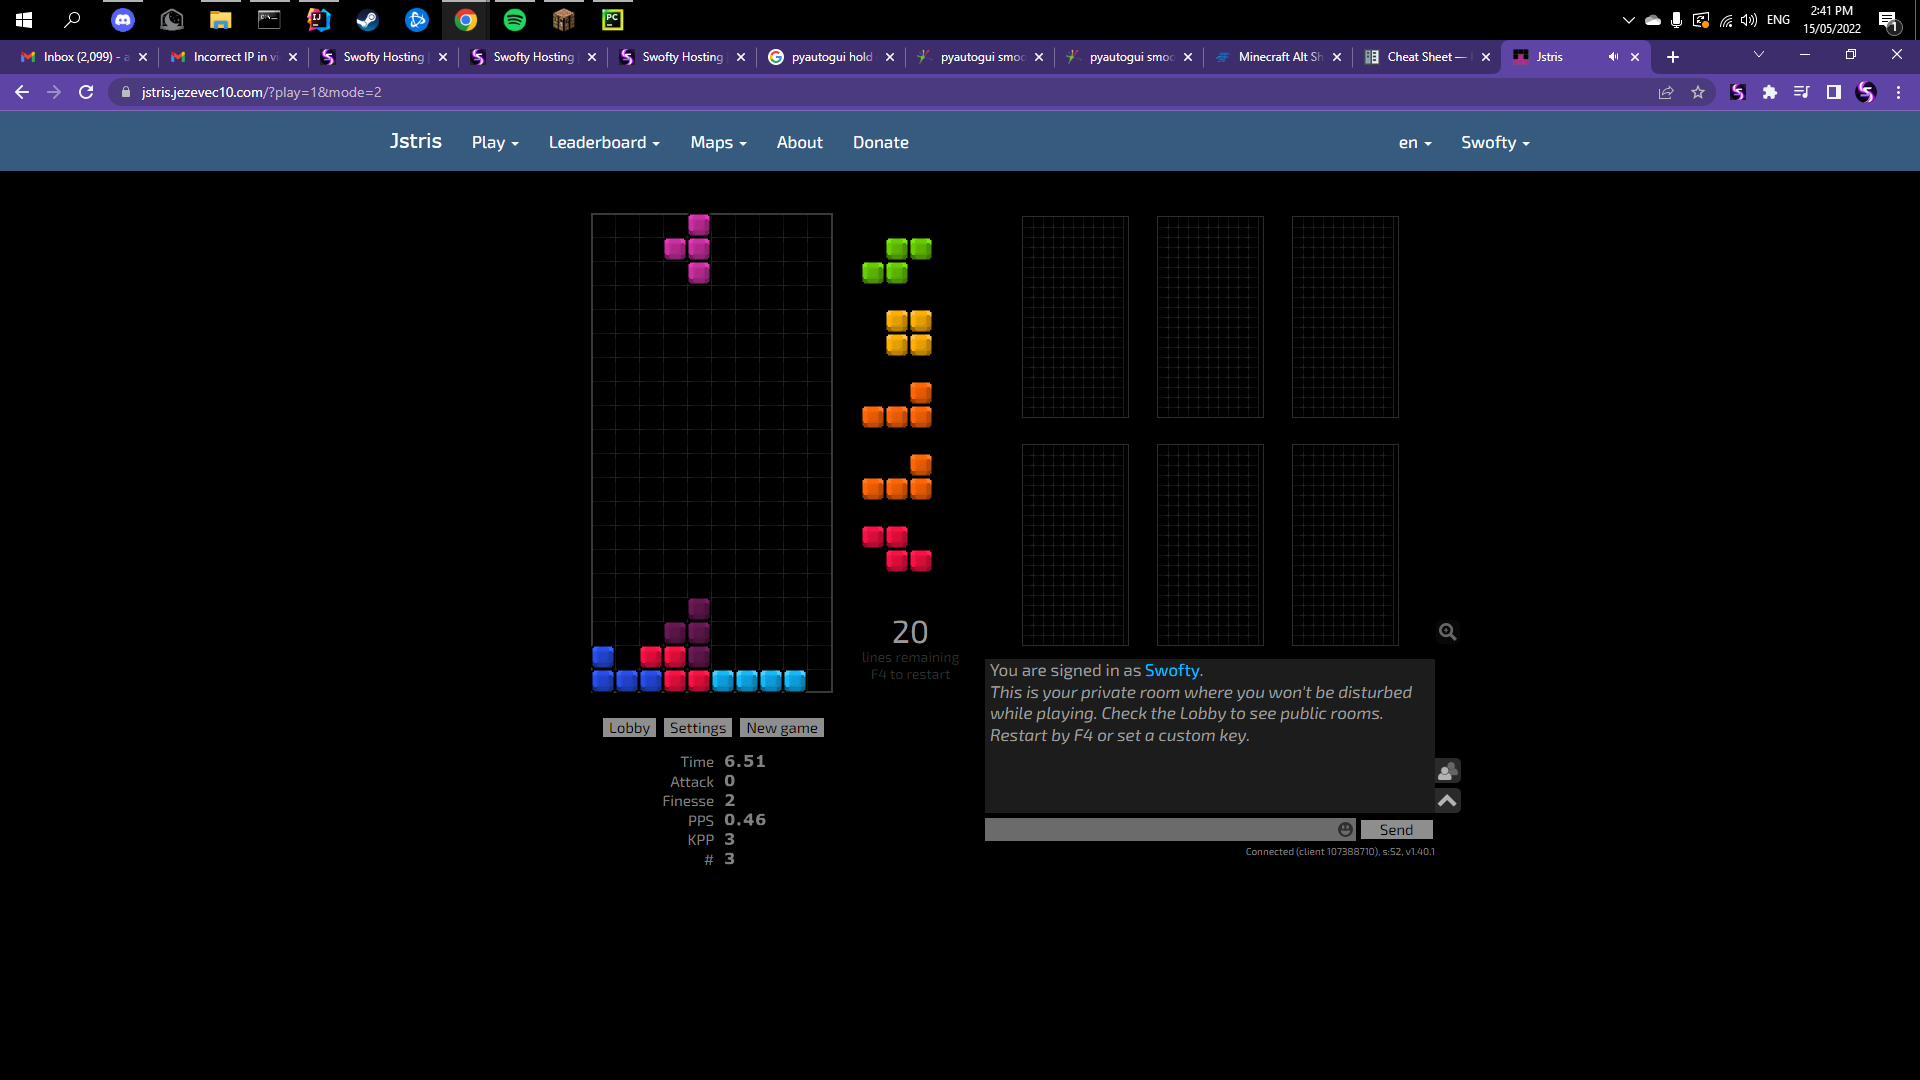 2:41 PM
ENG
15/05/2022
1
Inbox (2,099) - a
Incorrect IP in vi
Swofty Hosting
Swofty Hosting
Swofty Hosting
pyautogui hold
pyautogui smoo
pyautogui smoo
Minecraft Alt Sh
Cheat Sheet —
Jstris
jstris.jezevec10.com/?play=1&mode=2
Jstris
Play
Leaderboard
Maps
About
Donate
en
Swofty
20
lines remaining
F4 to restart
You are signed in as Swofty.
This is your private room where you won't be disturbed
while playing. Check the Lobby to see public rooms.
Restart by F4 or set a custom key.
Lobby
Settings
New game
Time 6.51
Attack 0
Finesse 2
PPS 0.46
KPP 3
# 3
Send
Connected (client 107388710), s:52, v1.40.1